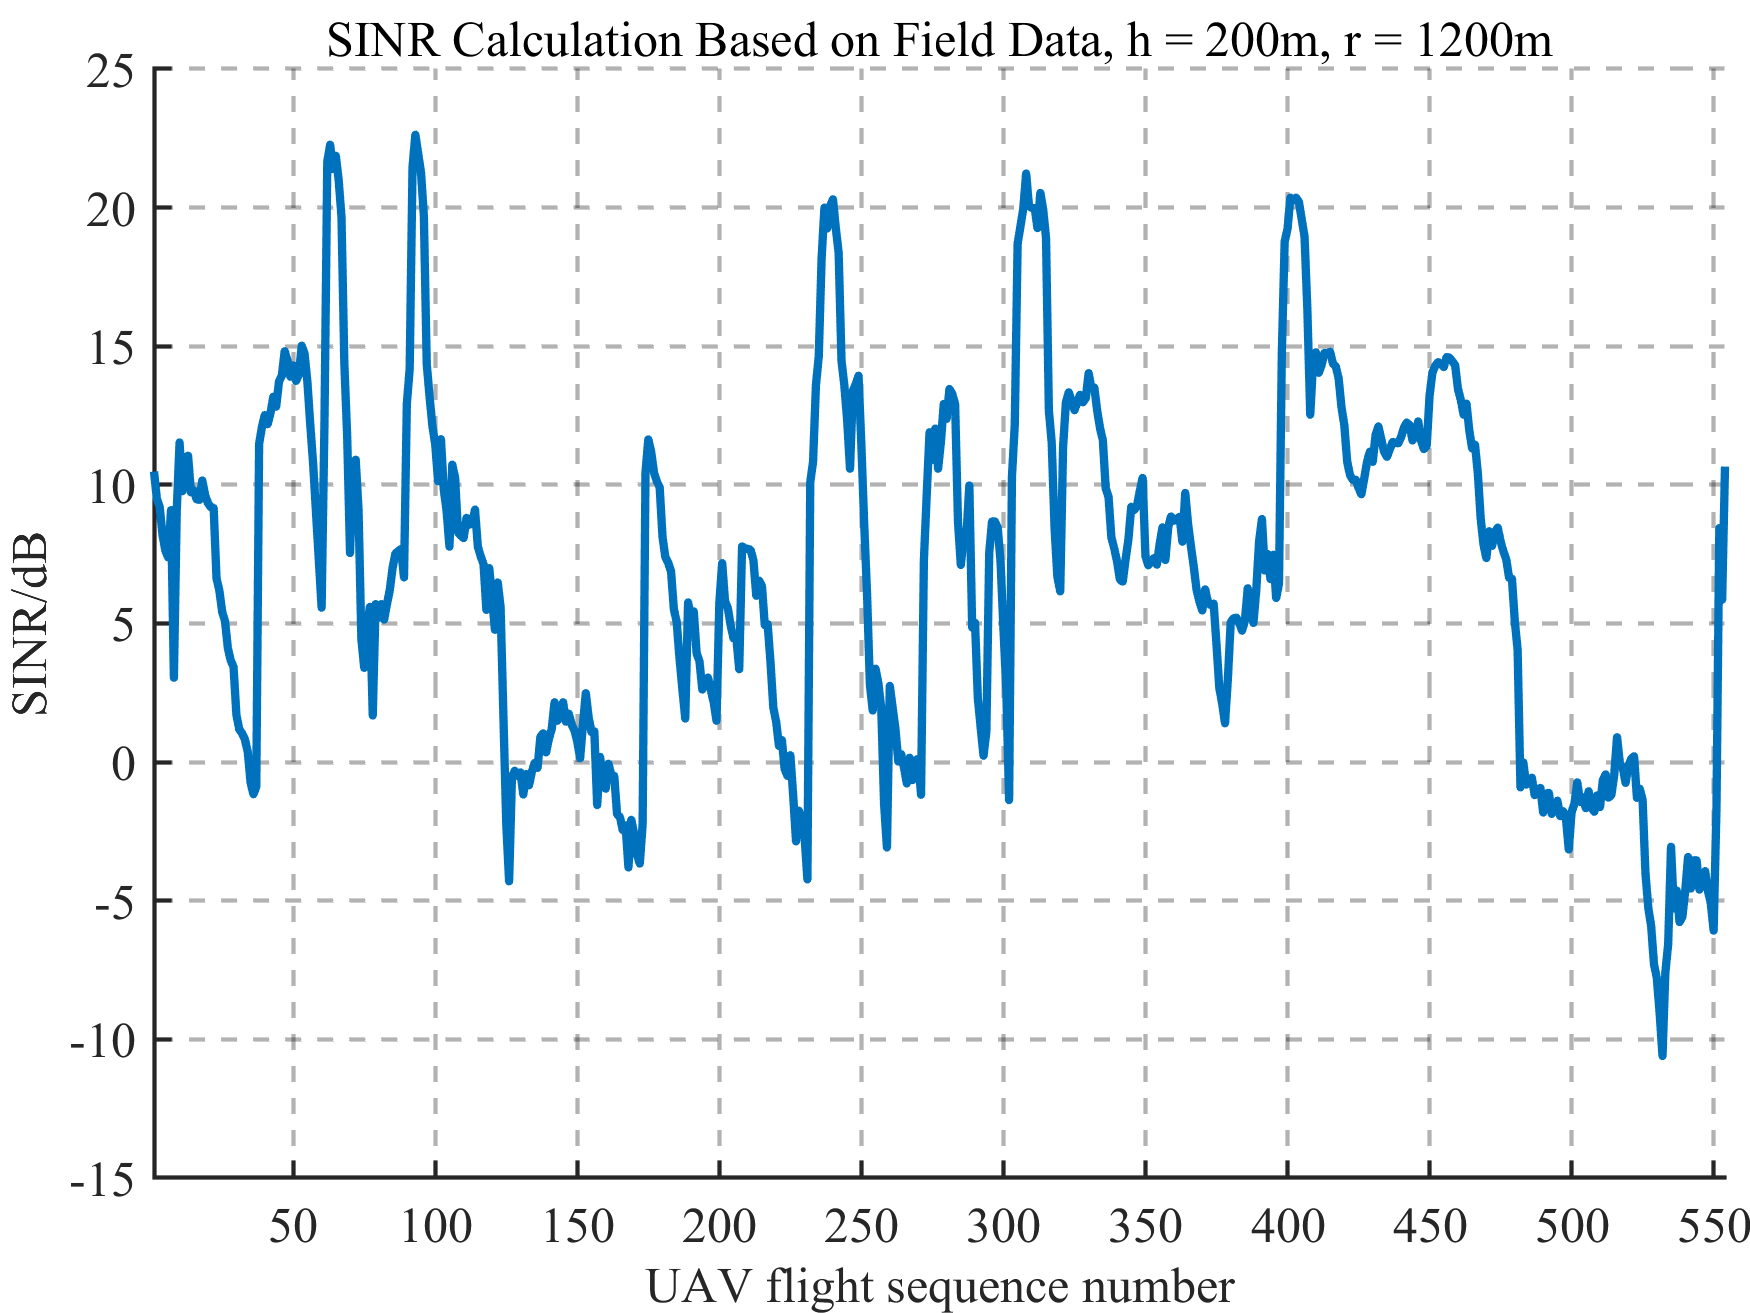 SINR Calculation Based on Field Data, h = 200m, r = 1200m
25
20
15
10
5
0
-5
-10
-15
SINR/dB
50 100 150 200 250 300 350 400 450 500 550
UAV flight sequence number